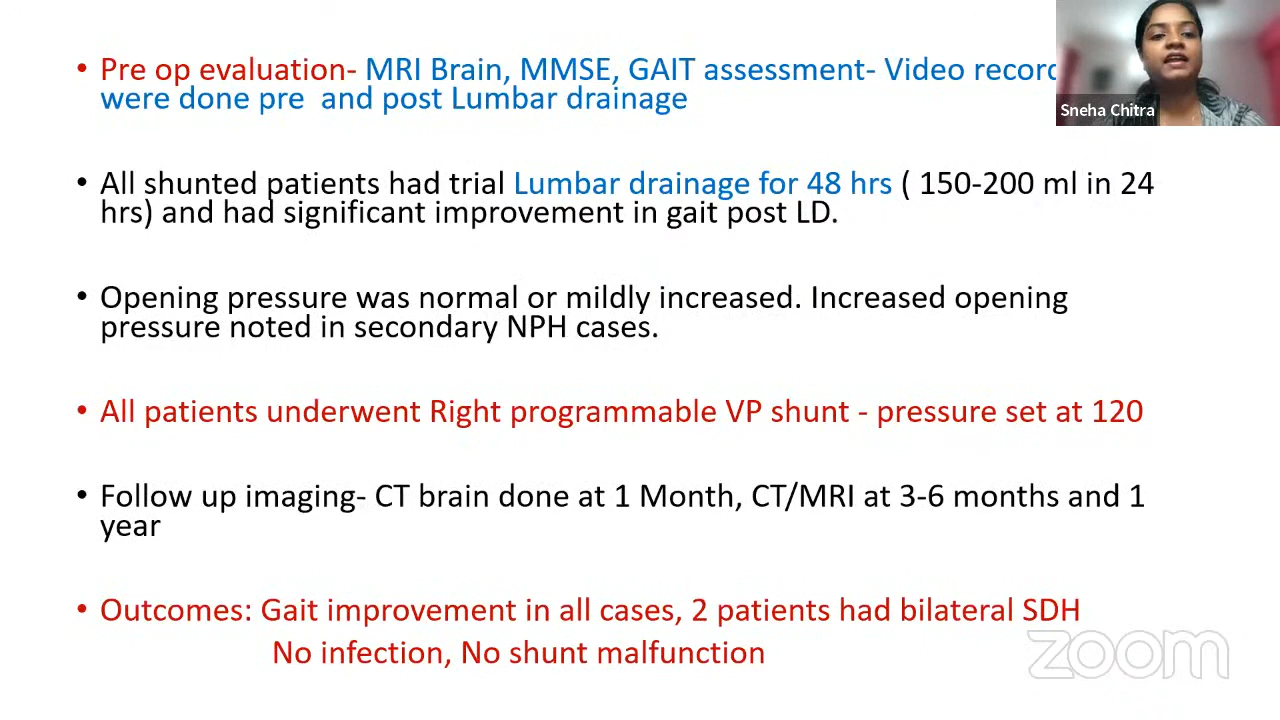 • Pre op evaluation- MRI Brain, MMSE, GAIT assessment- Video
were done pre and post Lumbar drainage
• All shunted patients had trial Lumbar drainage for 48 hrs ( 150-200 ml in 24
hrs) and had significant improvement in gait post LD.
• Opening pressure was normal or mildly increased. Increased opening
pressure noted in secondary NPH cases.
• All patients underwent Right programmable VP shunt - pressure set at 120
• Follow up imaging- CT brain done at 1 Month, CT/MRI at 3-6 months and 1
year
• Outcomes: Gait improvement in all cases, 2 patients had bilateral SDH
No infection, No shunt malfunction
Sneha Chitra
zoom